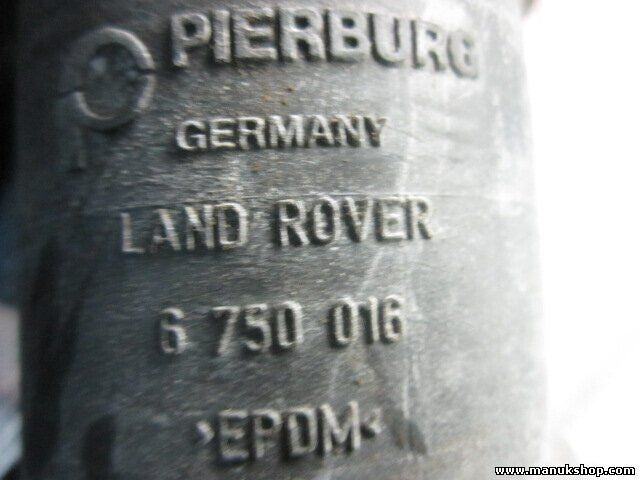 PIERBURG
GERMANY
LAND ROVER
6 750 016
>EPDM<
www.manukshop.com